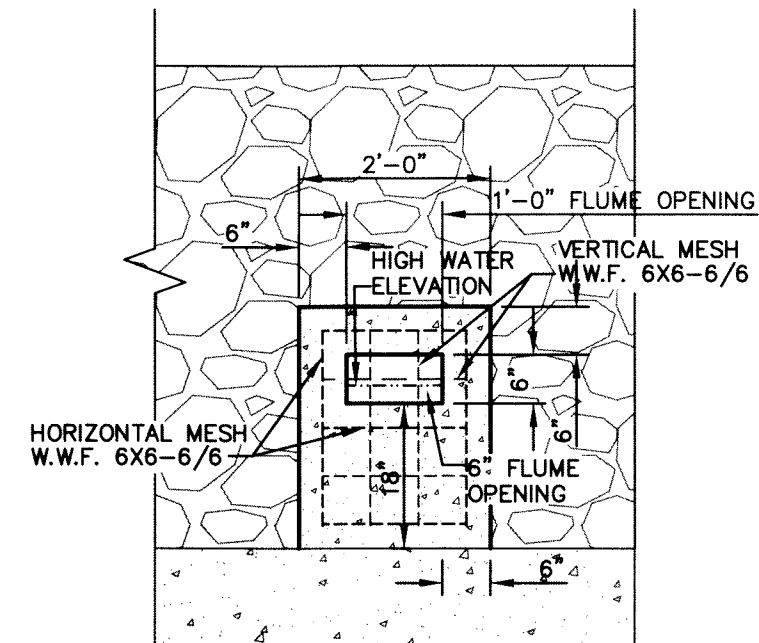 2'-0"
1'-0" FLUME OPENING
6"
HIGH WATER
ELEVATION
VERTICAL MESH
W.W.F. 6X6-6/6
6"
6"
HORIZONTAL MESH
W.W.F. 6X6-6/6
18"
6" FLUME
OPENING
6"